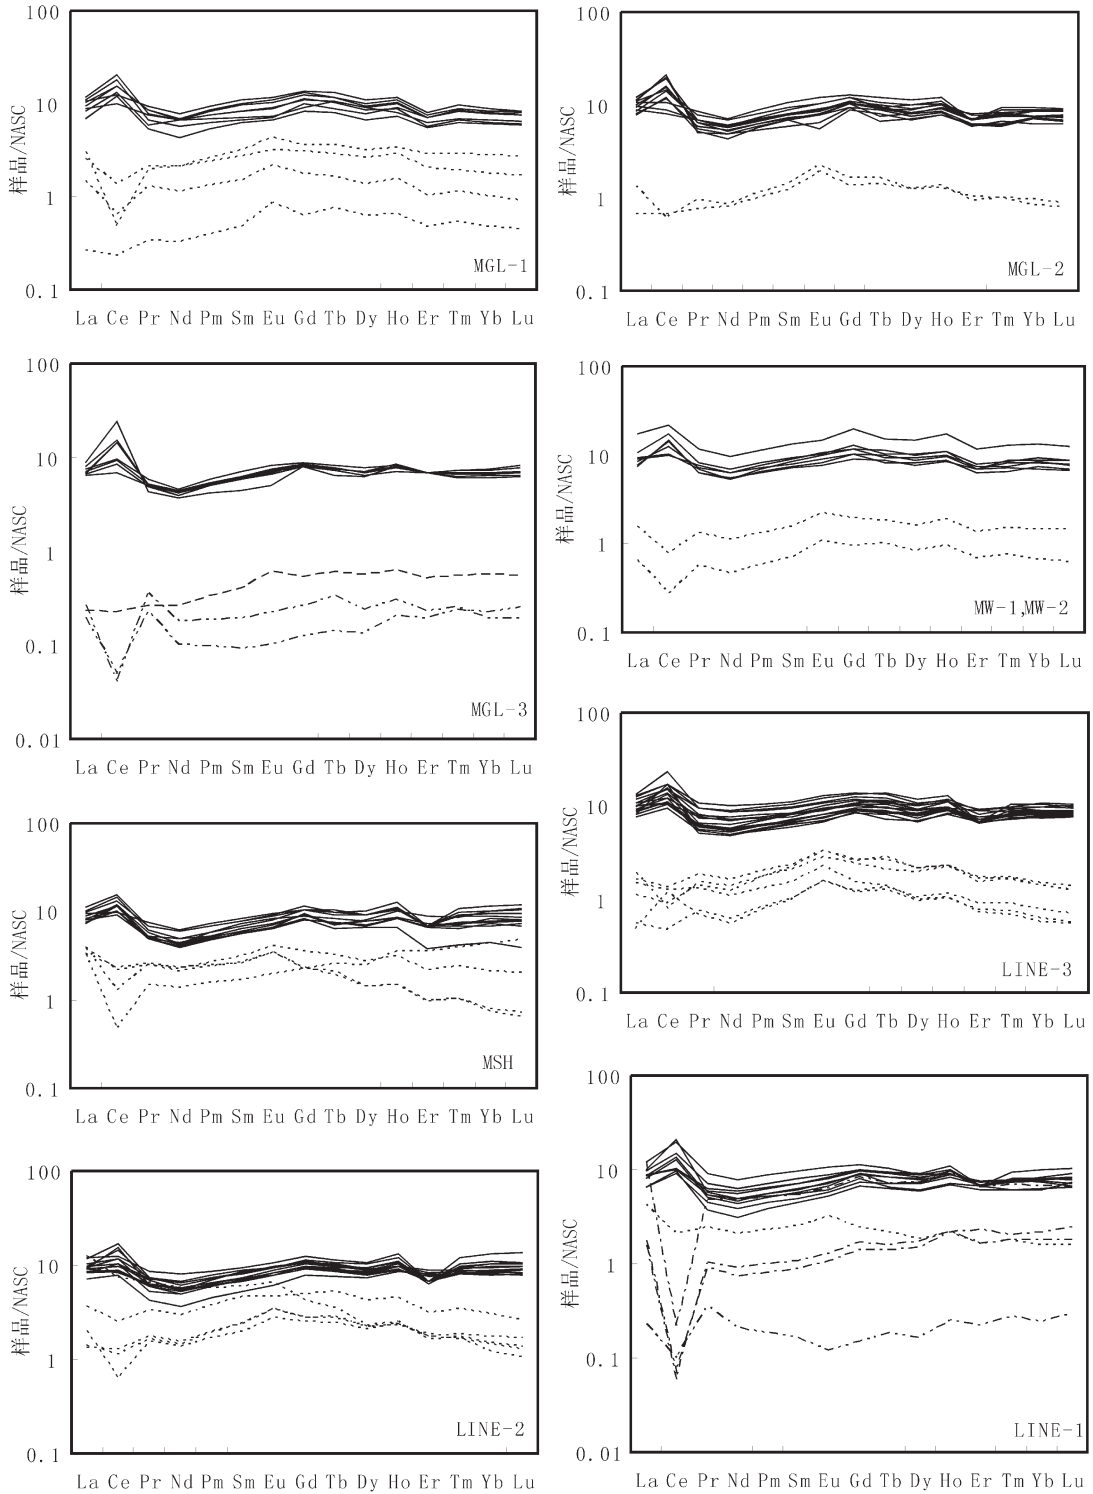 100
10
1
0.1
样品/NASC
MGL-1
La Ce Pr Nd Pm Sm Eu Gd Tb Dy Ho Er Tm Yb Lu
100
10
1
0.1
样品/NASC
MGL-2
La Ce Pr Nd Pm Sm Eu Gd Tb Dy Ho Er Tm Yb Lu
100
10
1
0.1
0.01
样品/NASC
MGL-3
La Ce Pr Nd Pm Sm Eu Gd Tb Dy Ho Er Tm Yb Lu
100
10
1
0.1
样品/NASC
MW-1,MW-2
La Ce Pr Nd Pm Sm Eu Gd Tb Dy Ho Er Tm Yb Lu
100
10
1
0.1
样品/NASC
MSH
La Ce Pr Nd Pm Sm Eu Gd Tb Dy Ho Er Tm Yb Lu
100
10
1
0.1
样品/NASC
LINE-3
La Ce Pr Nd Pm Sm Eu Gd Tb Dy Ho Er Tm Yb Lu
100
10
1
0.1
样品/NASC
LINE-2
La Ce Pr Nd Pm Sm Eu Gd Tb Dy Ho Er Tm Yb Lu
100
10
1
0.1
0.01
样品/NASC
LINE-1
La Ce Pr Nd Pm Sm Eu Gd Tb Dy Ho Er Tm Yb Lu